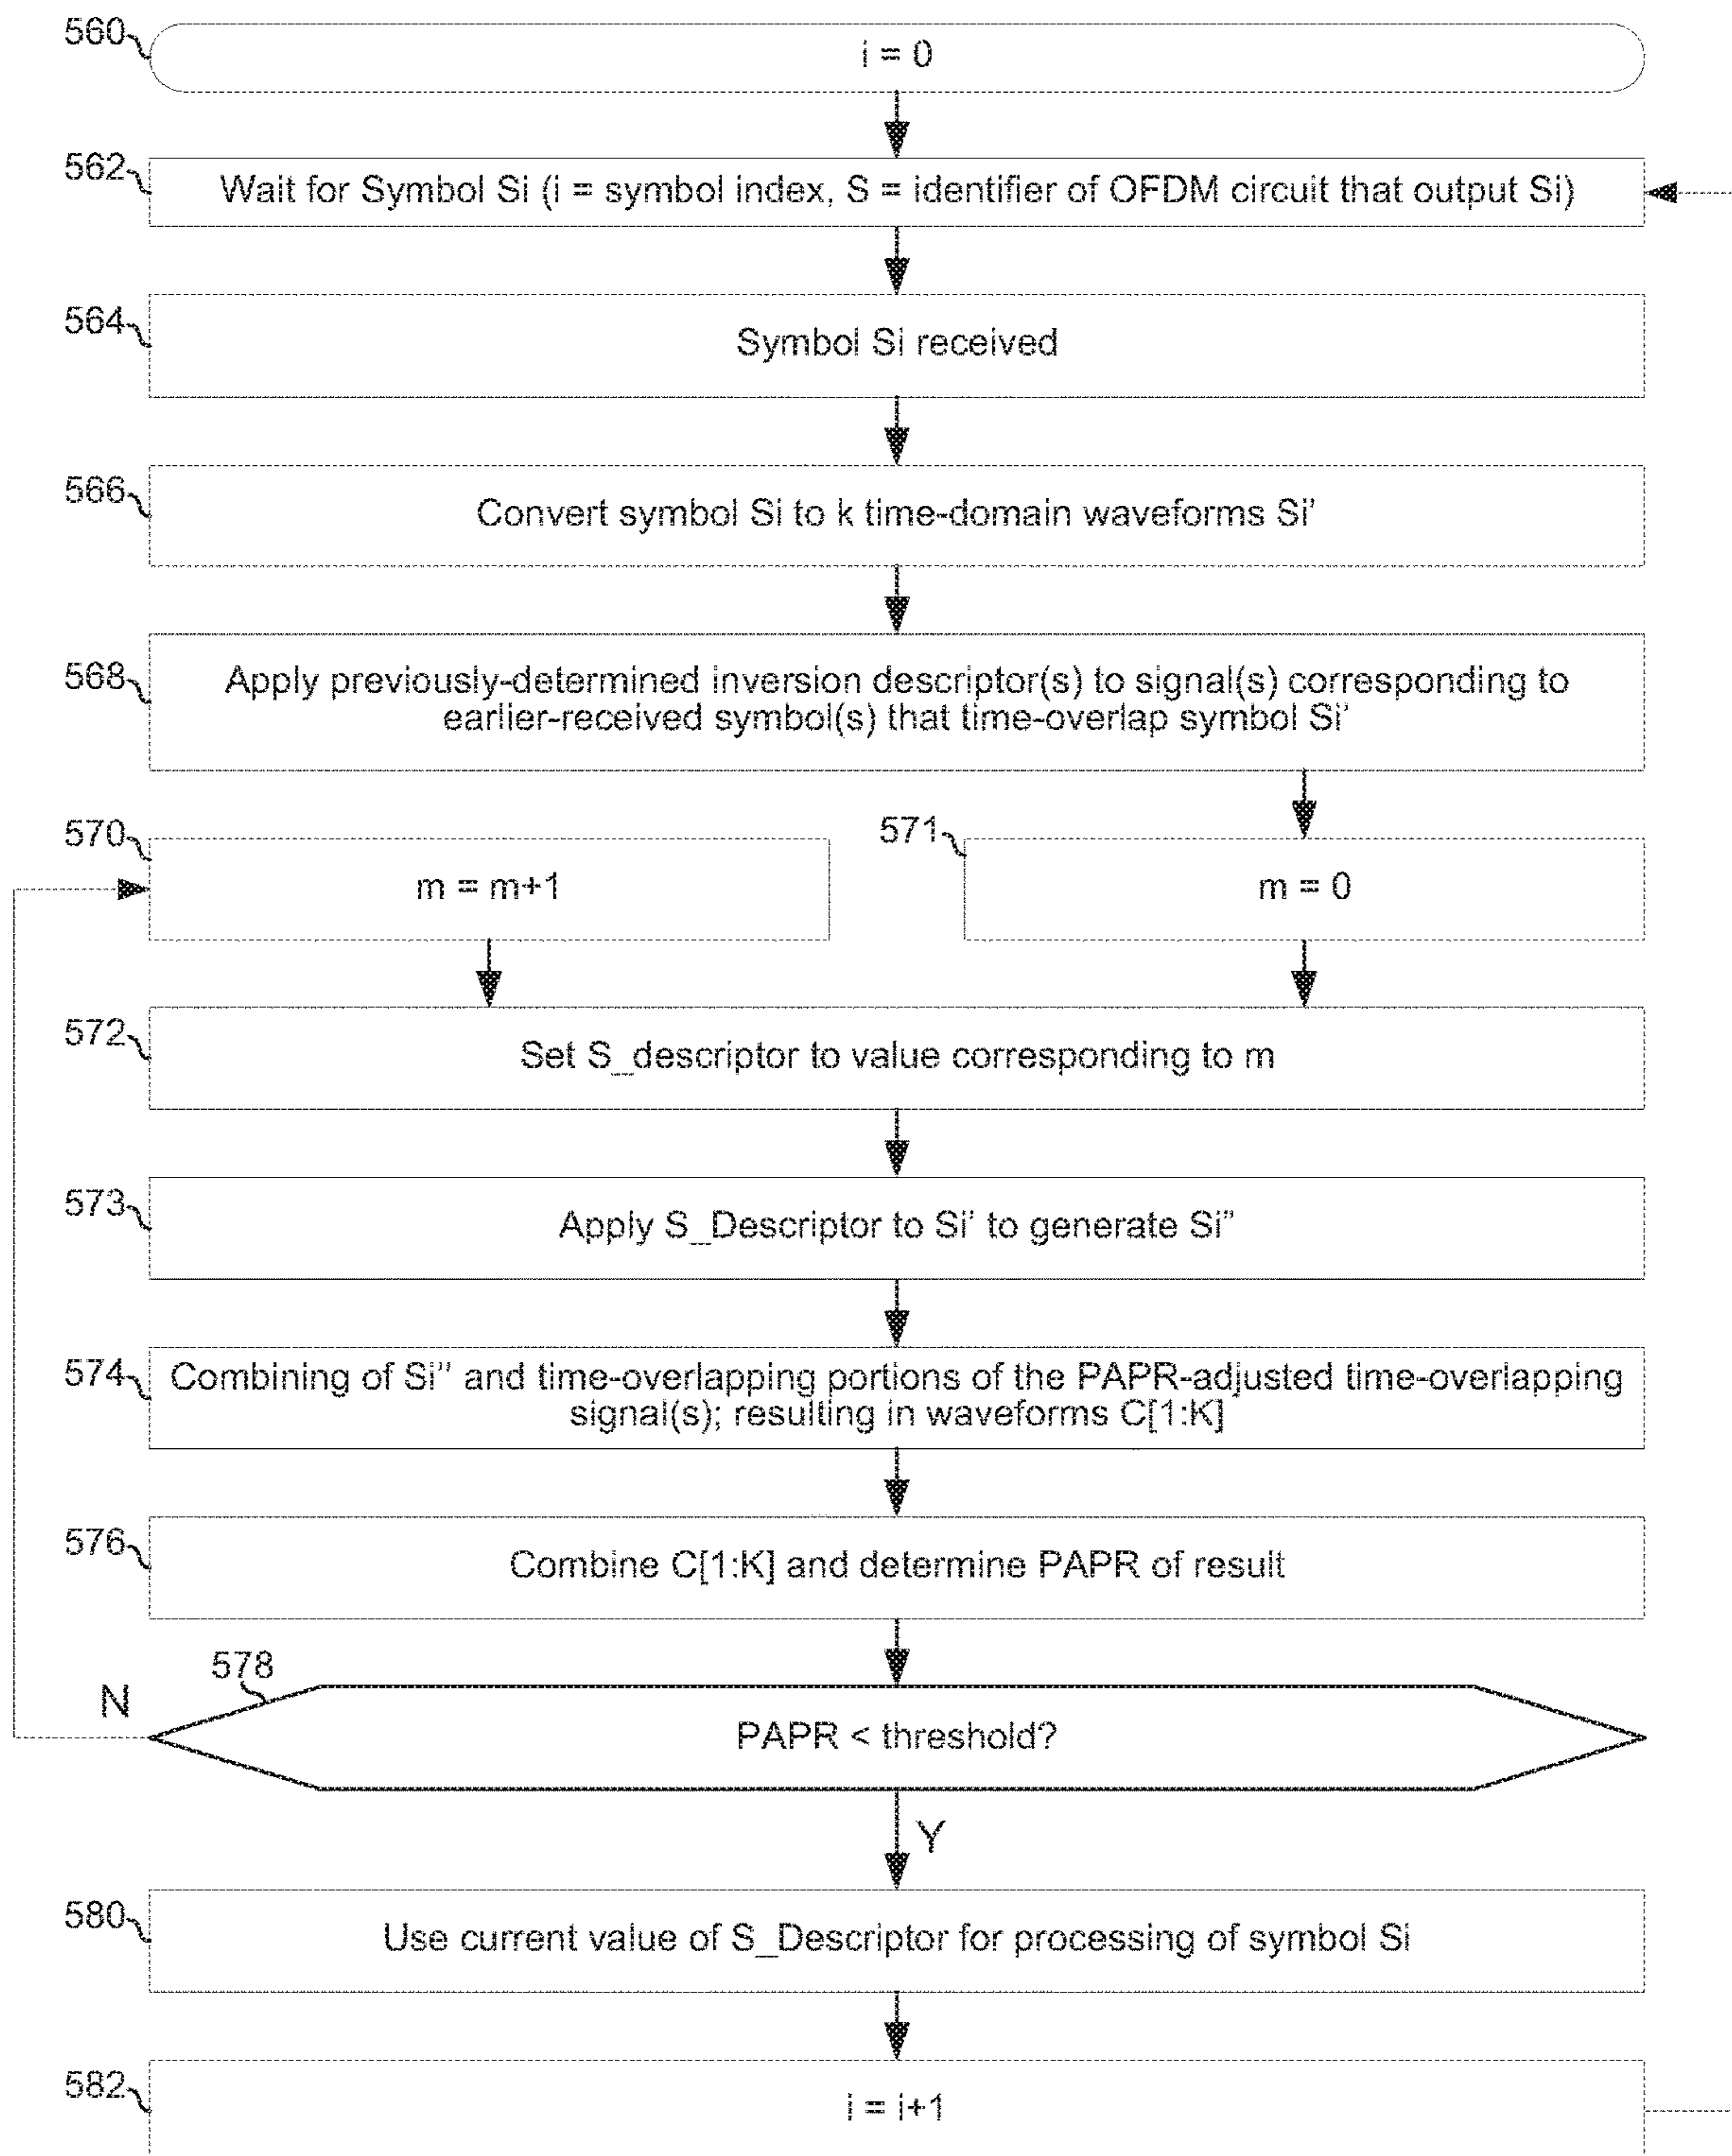 560
i = 0
562
Wait for Symbol Si (i = symbol index, S = identifier of OFDM circuit that output Si)
564
Symbol Si received
566
Convert symbol Si to k time-domain waveforms Si'
568
Apply previously-determined inversion descriptor(s) to signal(s) corresponding to
earlier-received symbol(s) that time-overlap symbol Si'
570
m = m+1
571
m = 0
572
Set S_descriptor to value corresponding to m
573
Apply S_Descriptor to Si' to generate Si''
574
Combining of Si'' and time-overlapping portions of the PAPR-adjusted time-overlapping
signal(s); resulting in waveforms C[1:K]
576
Combine C[1:K] and determine PAPR of result
578
N
PAPR < threshold?
Y
580
Use current value of S_Descriptor for processing of symbol Si
582
i = i+1